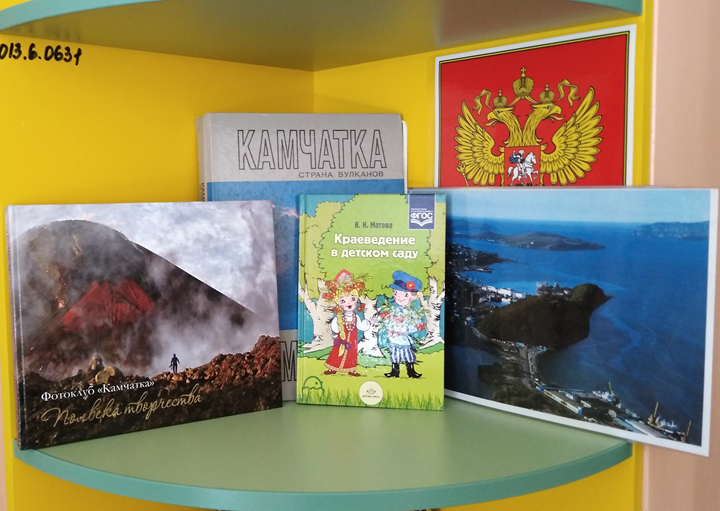 013.6.0631
КАМЧАТКА
СТРАНА ВУЛКАНОВ
ФГОС
В. Н. Матова
Краеведение
в детском саду
Фотоклуб «Камчатка»
Полвека творчества